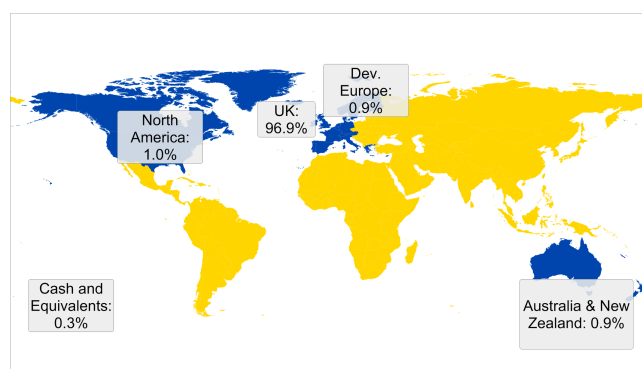 Dev.
Europe:
0.9%
UK:
96.9%
North
America:
1.0%
Cash and
Equivalents:
0.3%
Australia & New
Zealand: 0.9%